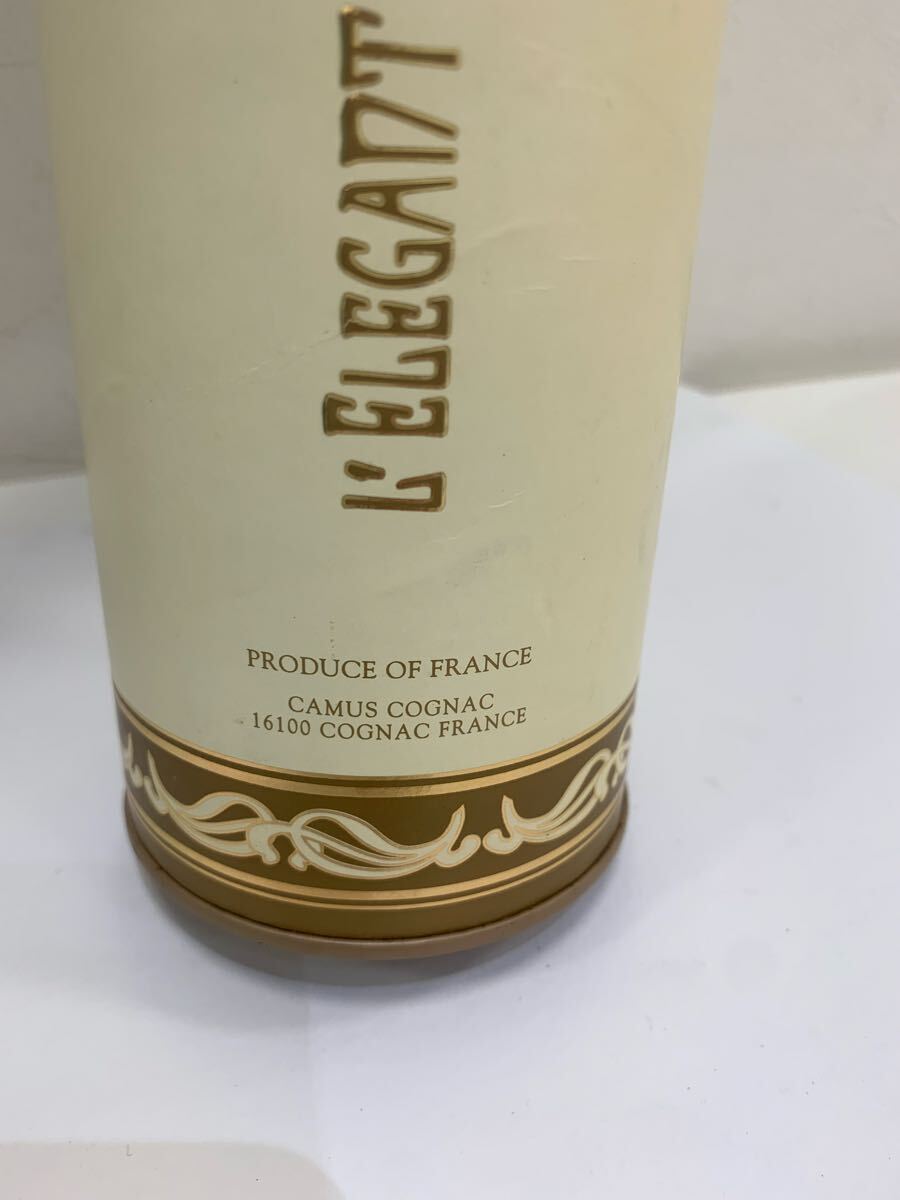 L'ELEGANT
PRODUCE OF FRANCE
CAMUS COGNAC
16100 COGNAC FRANCE